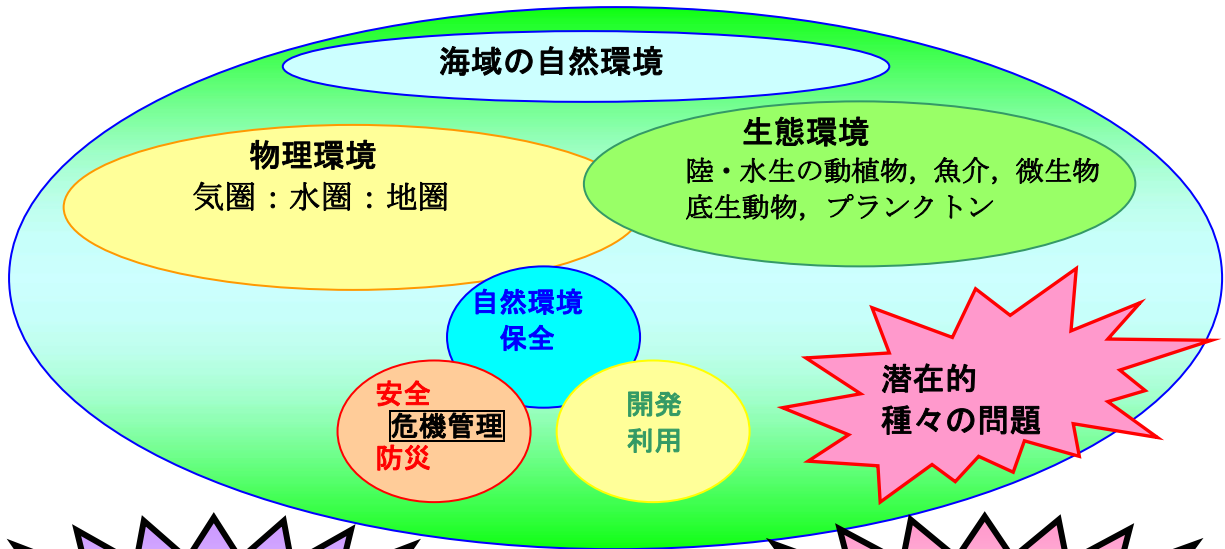 海域の自然環境
物理環境
気圏：水圏：地圏
生態環境
陸・水生の動植物，魚介，微生物
底生動物，プランクトン
自然環境
保全
安全
危機管理
防災
開発
利用
潜在的
種々の問題